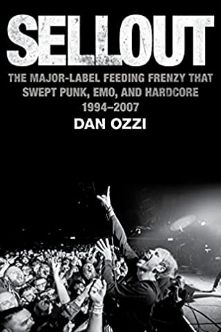 SELLOUT
THE MAJOR-LABEL FEEDING FRENZY THAT
SWEPT PUNK, EMO, AND HARDCORE
1994–2007
DAN OZZI